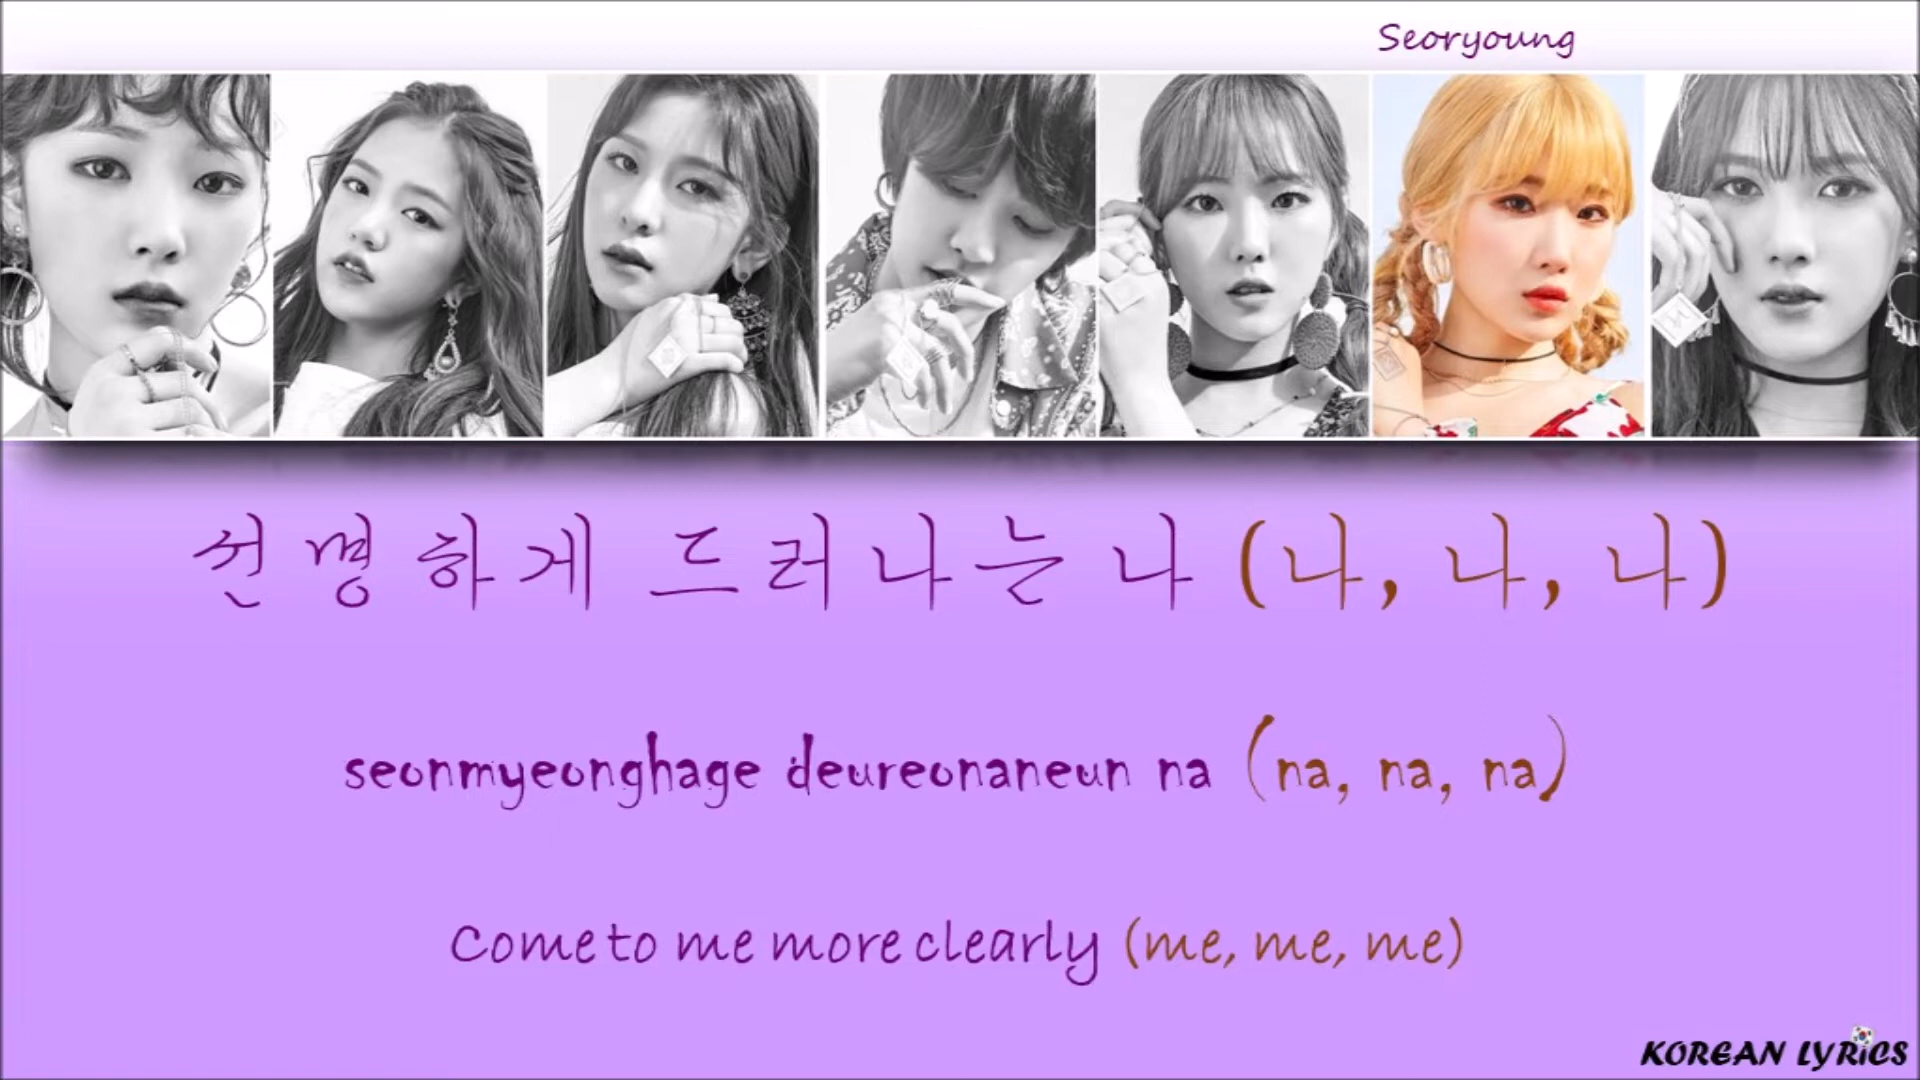 Seoryoung
선명하게 드러나는 나 (나, 나, 나)
seonmyeonghage deureonaneun na (na, na, na)
Come to me more clearly (me, me, me)
KOREAN LYRICS